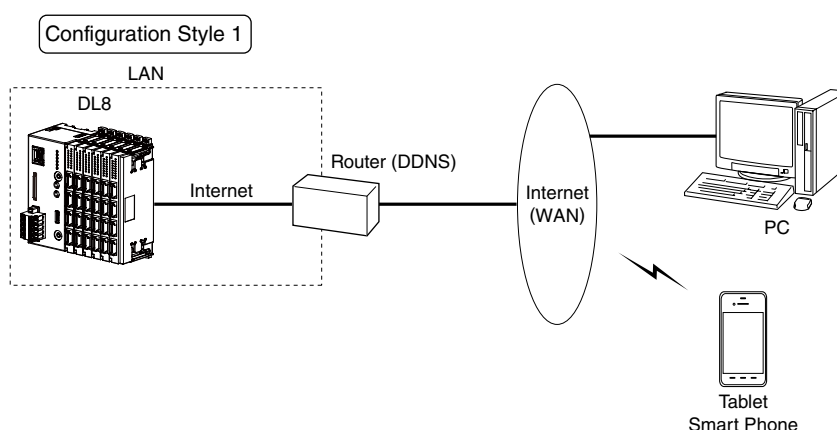 Configuration Style 1
LAN
DL8
Internet
Router (DDNS)
Internet
(WAN)
PC
Tablet
Smart Phone